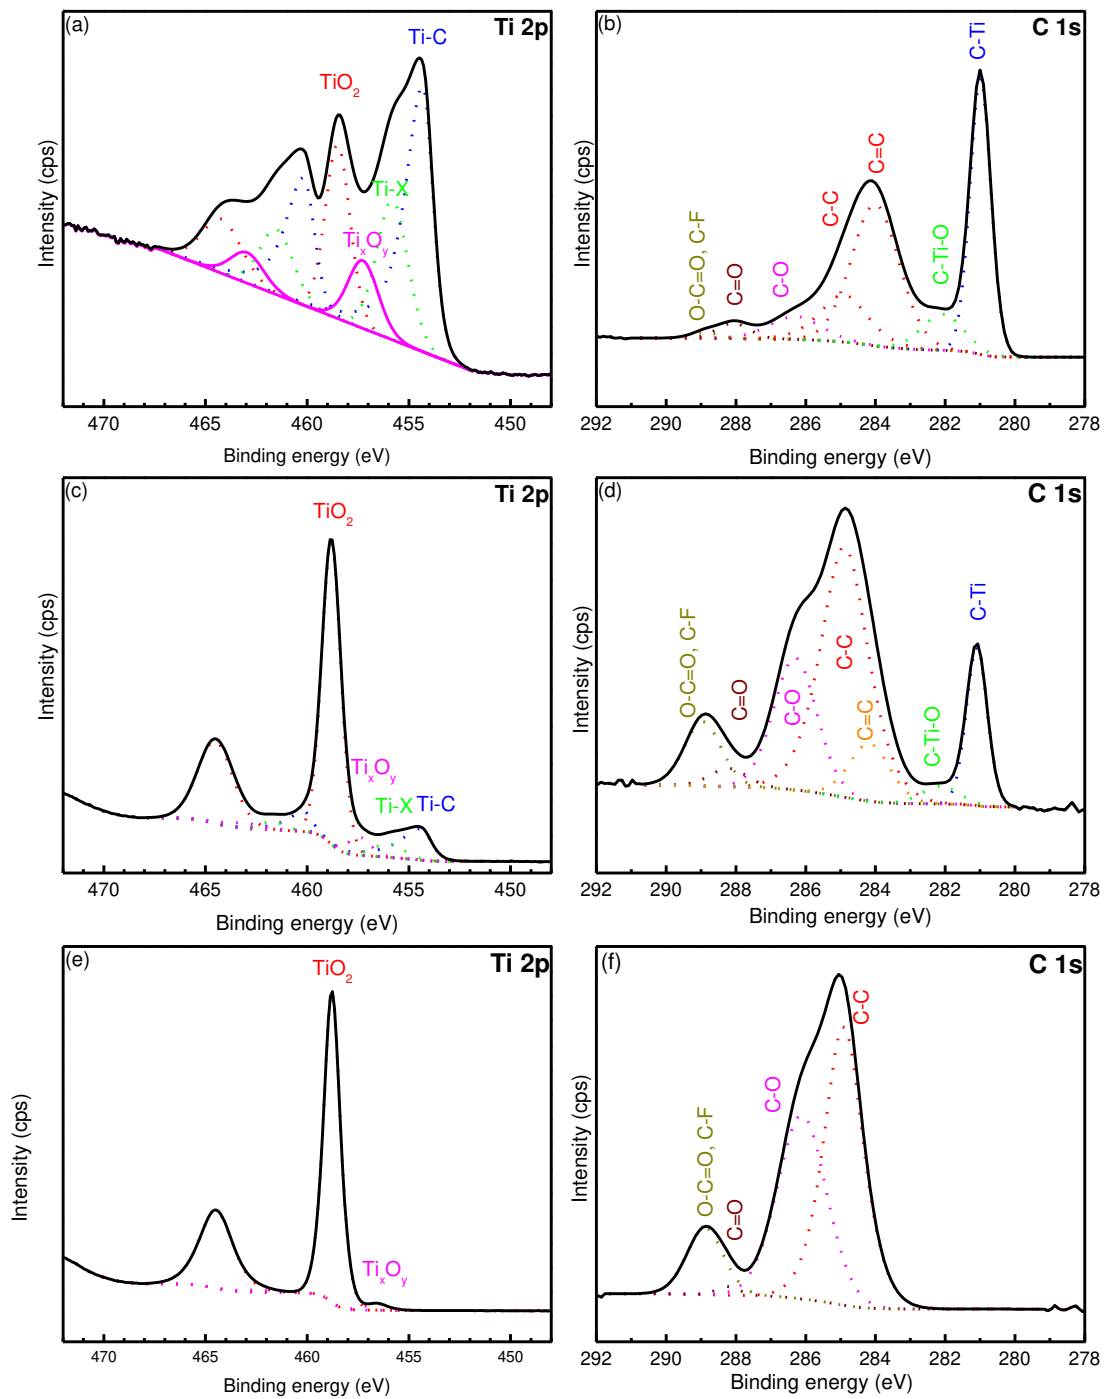 (a)
Ti 2p
Ti-C
TiO2
Ti-X
TixOy
Intensity (cps)
470 465 460 455 450
Binding energy (eV)
(b)
C 1s
C-Ti
C=C
C-C
C-Ti-O
C-O
C=O
O-C=O, C-F
Intensity (cps)
292 290 288 286 284 282 280 278
Binding energy (eV)
(c)
Ti 2p
TiO2
TixOy
Ti-X
Ti-C
Intensity (cps)
470 465 460 455 450
Binding energy (eV)
(d)
C 1s
C-Ti
O-C=O, C-F
C=O
C-O
C-C
C=C
C-Ti-O
Intensity (cps)
292 290 288 286 284 282 280 278
Binding energy (eV)
(e)
Ti 2p
TiO2
TixOy
Intensity (cps)
470 465 460 455 450
Binding energy (eV)
(f)
C 1s
C-C
C-O
O-C=O, C-F
C=O
Intensity (cps)
292 290 288 286 284 282 280 278
Binding energy (eV)